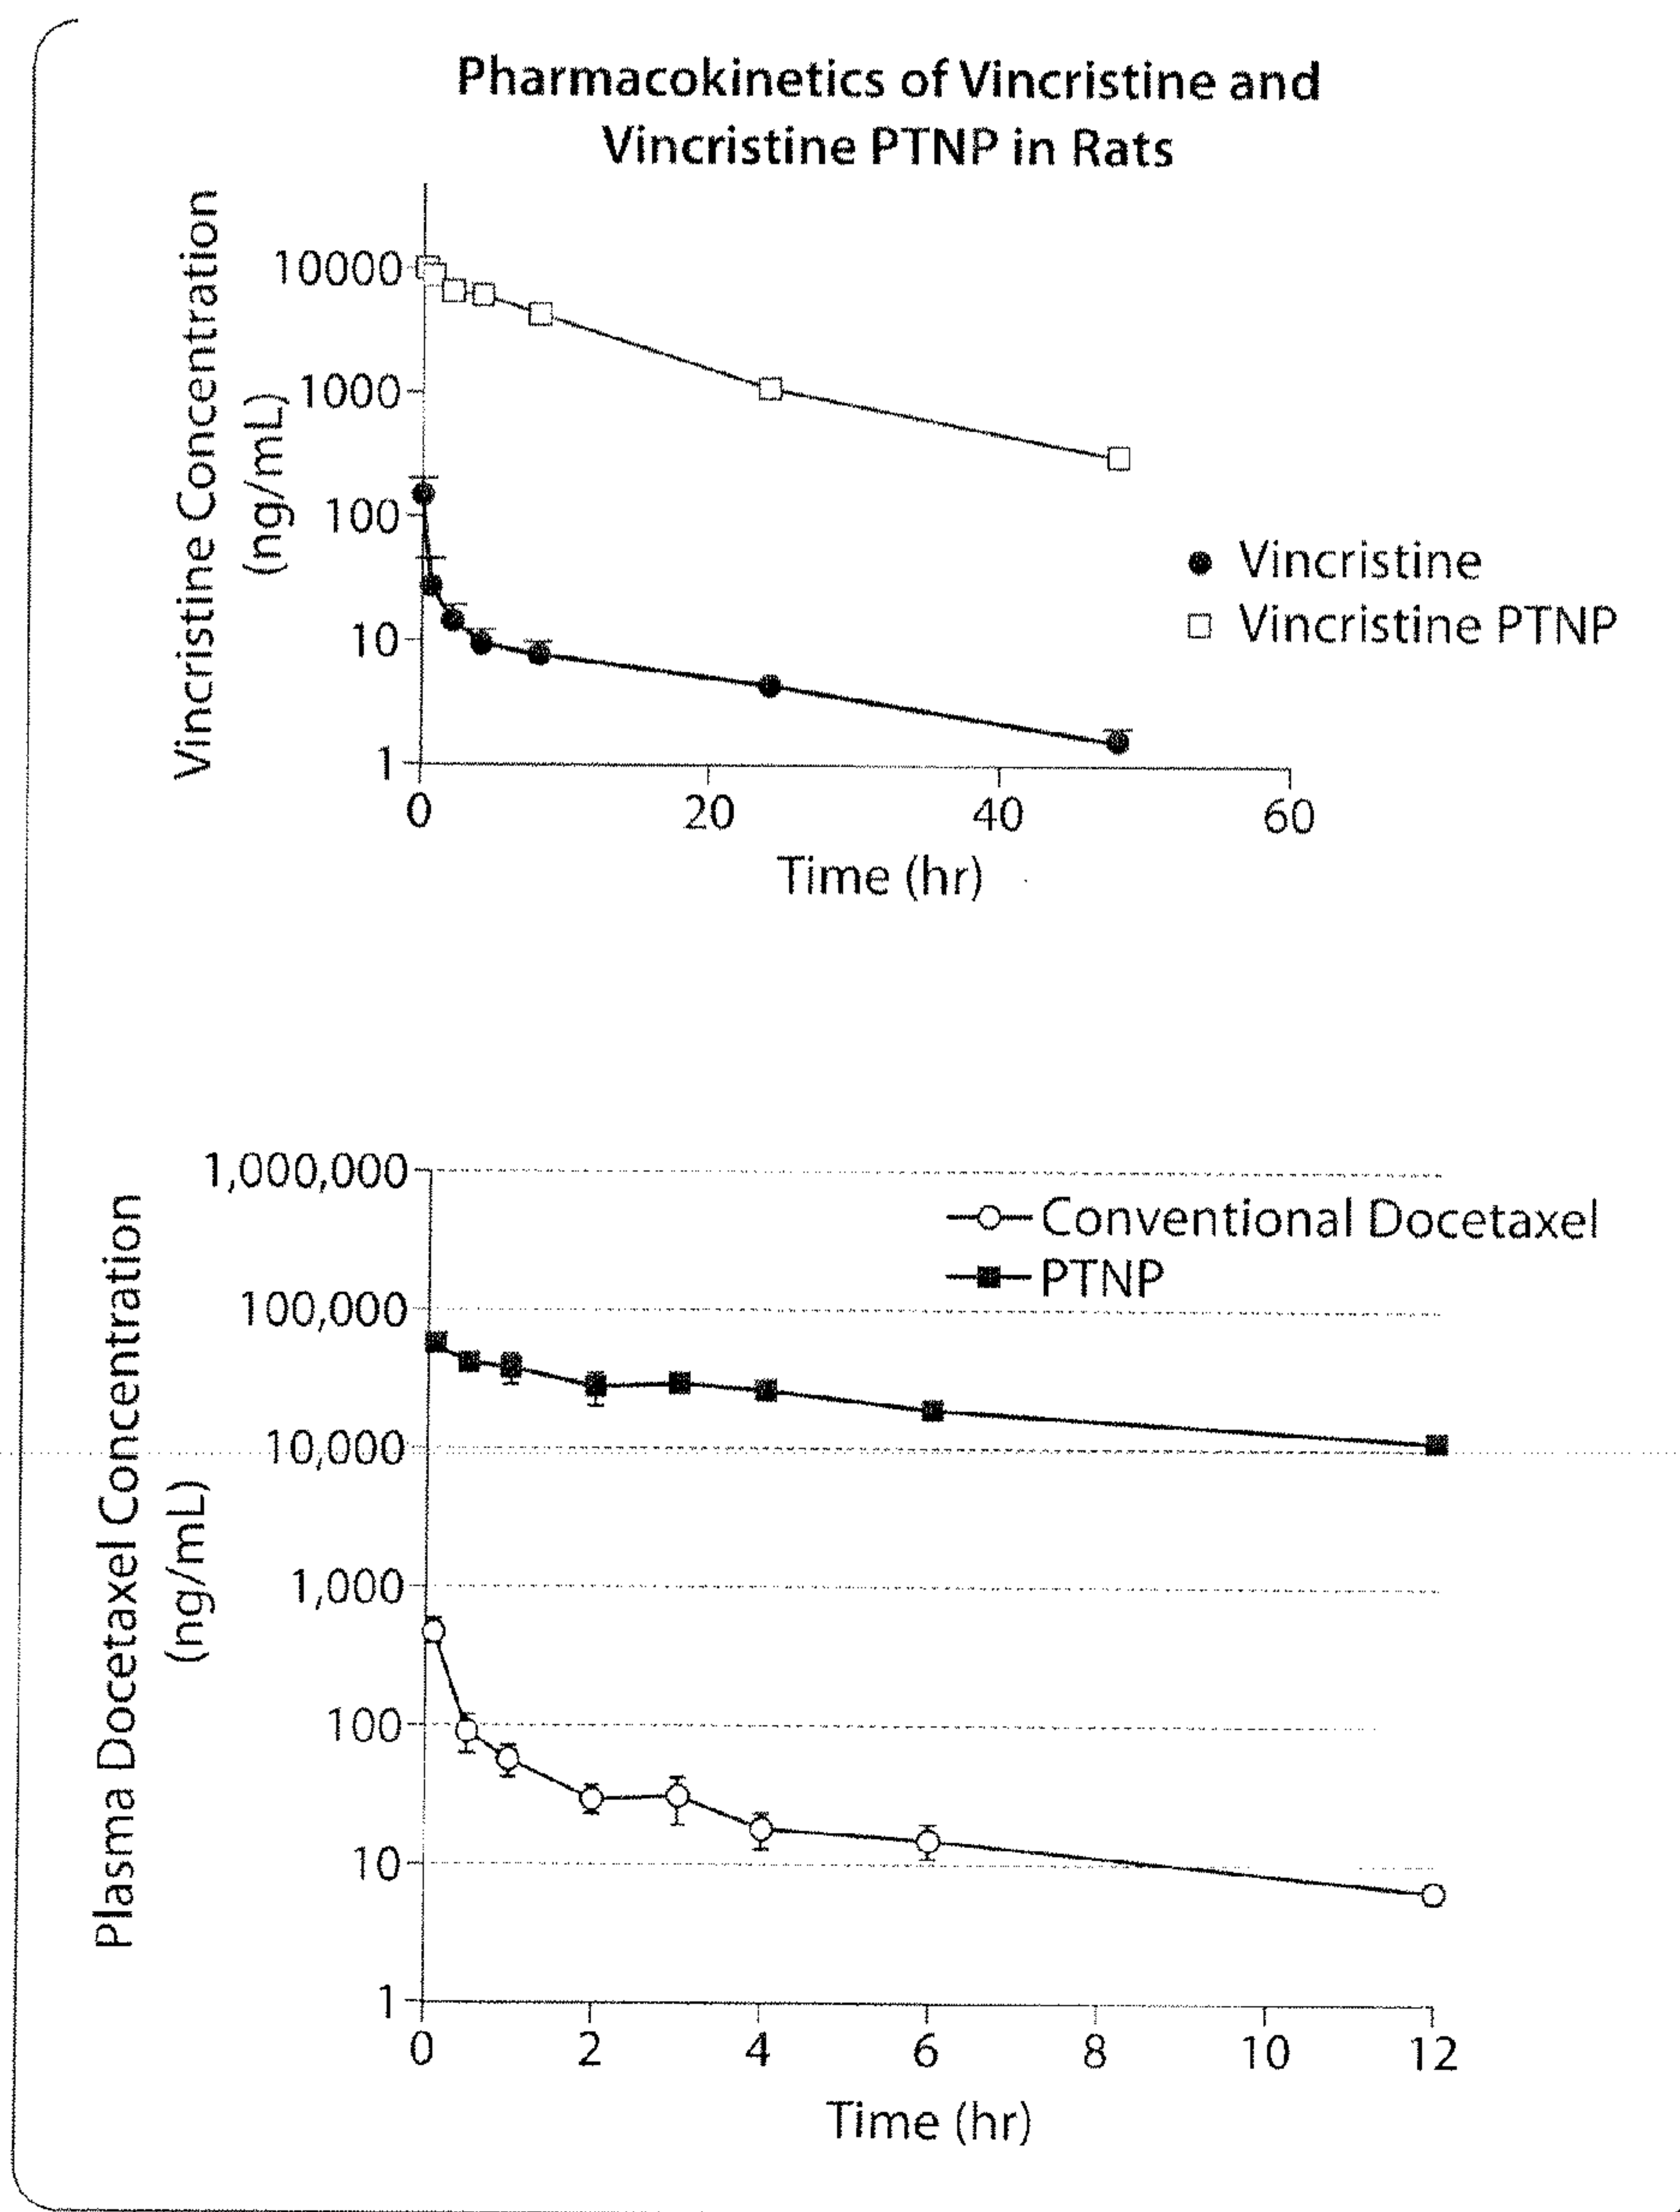 Pharmacokinetics of Vincristine and
Vincristine PTNP in Rats
Vincristine Concentration
(ng/mL)
10000
1000
100
10
1
0
20
40
60
Time (hr)
Vincristine
Vincristine PTNP
Plasma Docetaxel Concentration
(ng/mL)
1,000,000
100,000
10,000
1,000
100
10
1
0
2
4
6
8
10
12
Time (hr)
Conventional Docetaxel
PTNP